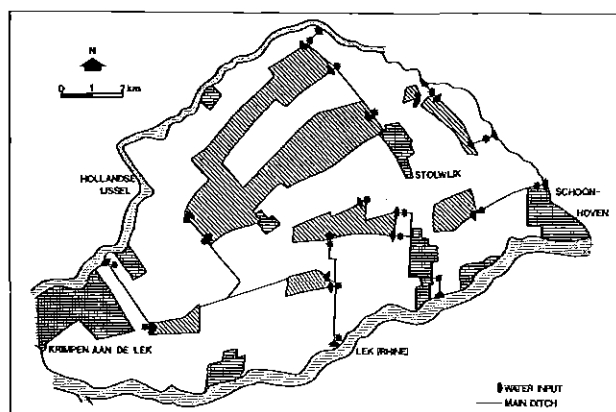 N
0 1 2 km
HOLLANDSE
IJSSEL
STOLWIJK
SCHOON-
HOVEN
KRIMPEN AAN DE LEK
LEK (RHINE)
WATER INPUT
MAIN DITCH